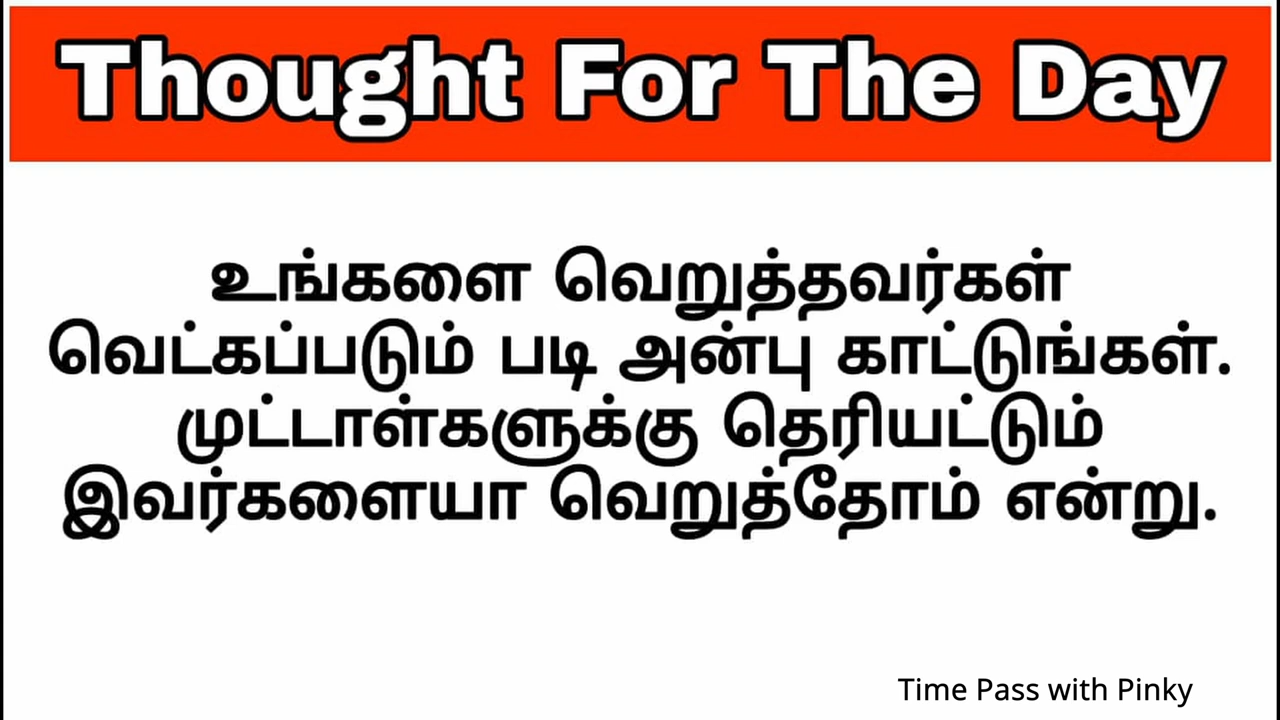 Thought For The Day
உங்களை வெறுத்தவர்கள்
வெட்கப்படும் படி அன்பு காட்டுங்கள்.
முட்டாள்களுக்கு தெரியட்டும்
இவர்களையா வெறுத்தோம் என்று.
Time Pass with Pinky